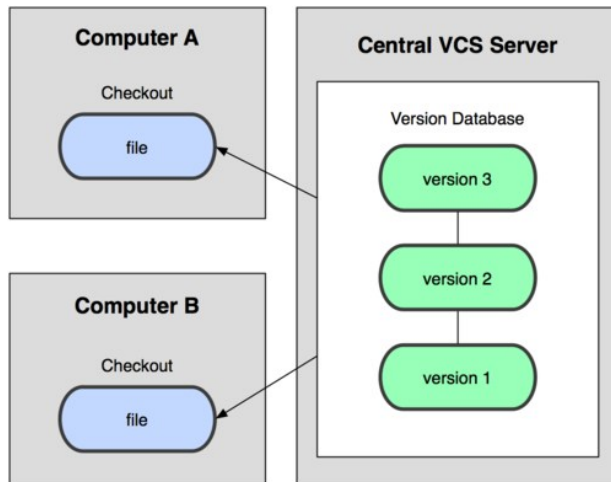 Computer A
Checkout
file
Computer B
Checkout
file
Central VCS Server
Version Database
version 3
version 2
version 1